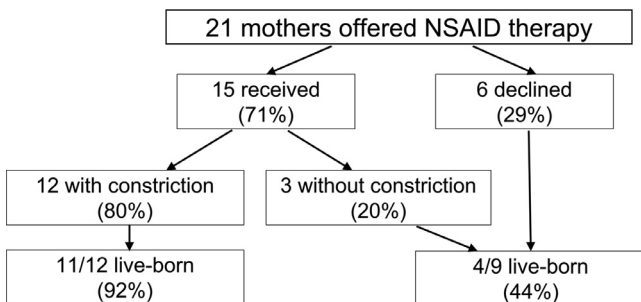 21 mothers offered NSAID therapy
15 received
(71%)
6 declined
(29%)
12 with constriction
(80%)
3 without constriction
(20%)
11/12 live-born
(92%)
4/9 live-born
(44%)